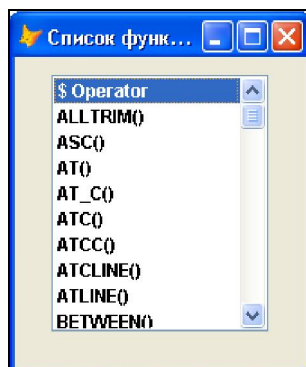 Список функ...
$ Operator
ALLTRIM()
ASC()
AT()
AT_C()
ATC()
ATCC()
ATCLINE()
ATLINE()
BETWEEN()